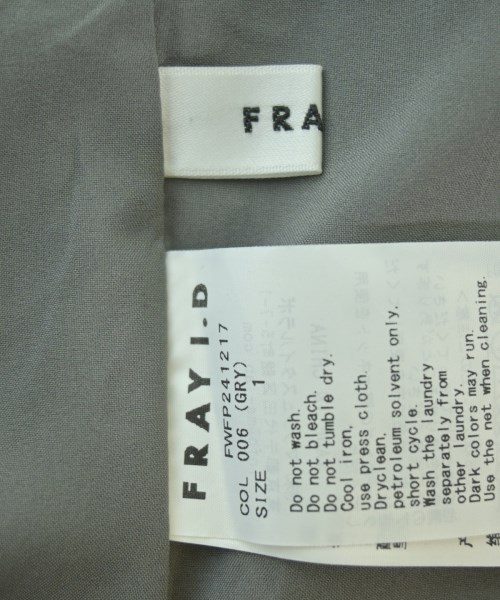 FRA
FRAY I.D
FWFP241217
COL 006 (GRY)
SIZE 1
Do not wash.
Do not bleach.
Do not tumble dry.
Cool iron,
use press cloth.
Dryclean,
petroleum solvent only,
short cycle.
Wash the laundry
separately from
other laundry.
Dark colors may run.
Use the net when cleaning.